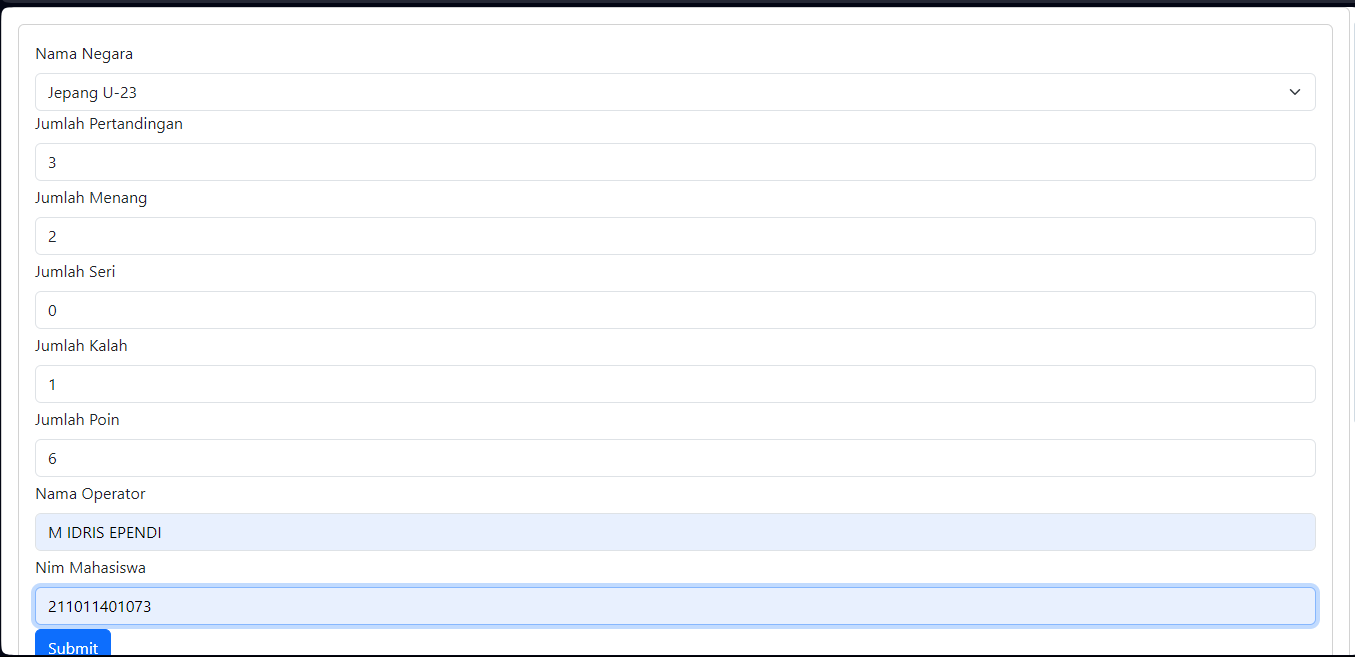 Nama Negara
Jepang U-23
Jumlah Pertandingan
3
Jumlah Menang
2
Jumlah Seri
0
Jumlah Kalah
1
Jumlah Poin
6
Nama Operator
M IDRIS EPENDI
Nim Mahasiswa
211011401073
Submit